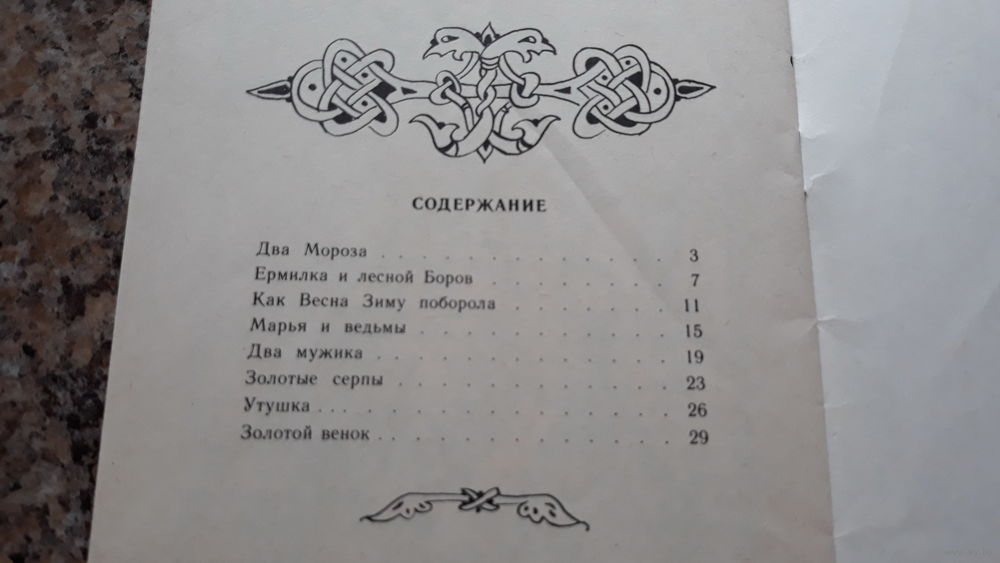 СОДЕРЖАНИЕ
Два Мороза . . . . . . . . . . . . . . 3
Ермилка и лесной Боров . . . . . . . . 7
Как Весна Зиму поборола . . . . . . . 11
Марья и ведьмы . . . . . . . . . . . 15
Два мужика . . . . . . . . . . . . . 19
Золотые серпы . . . . . . . . . . . . 23
Утушка . . . . . . . . . . . . . . . 26
Золотой венок . . . . . . . . . . . . 29